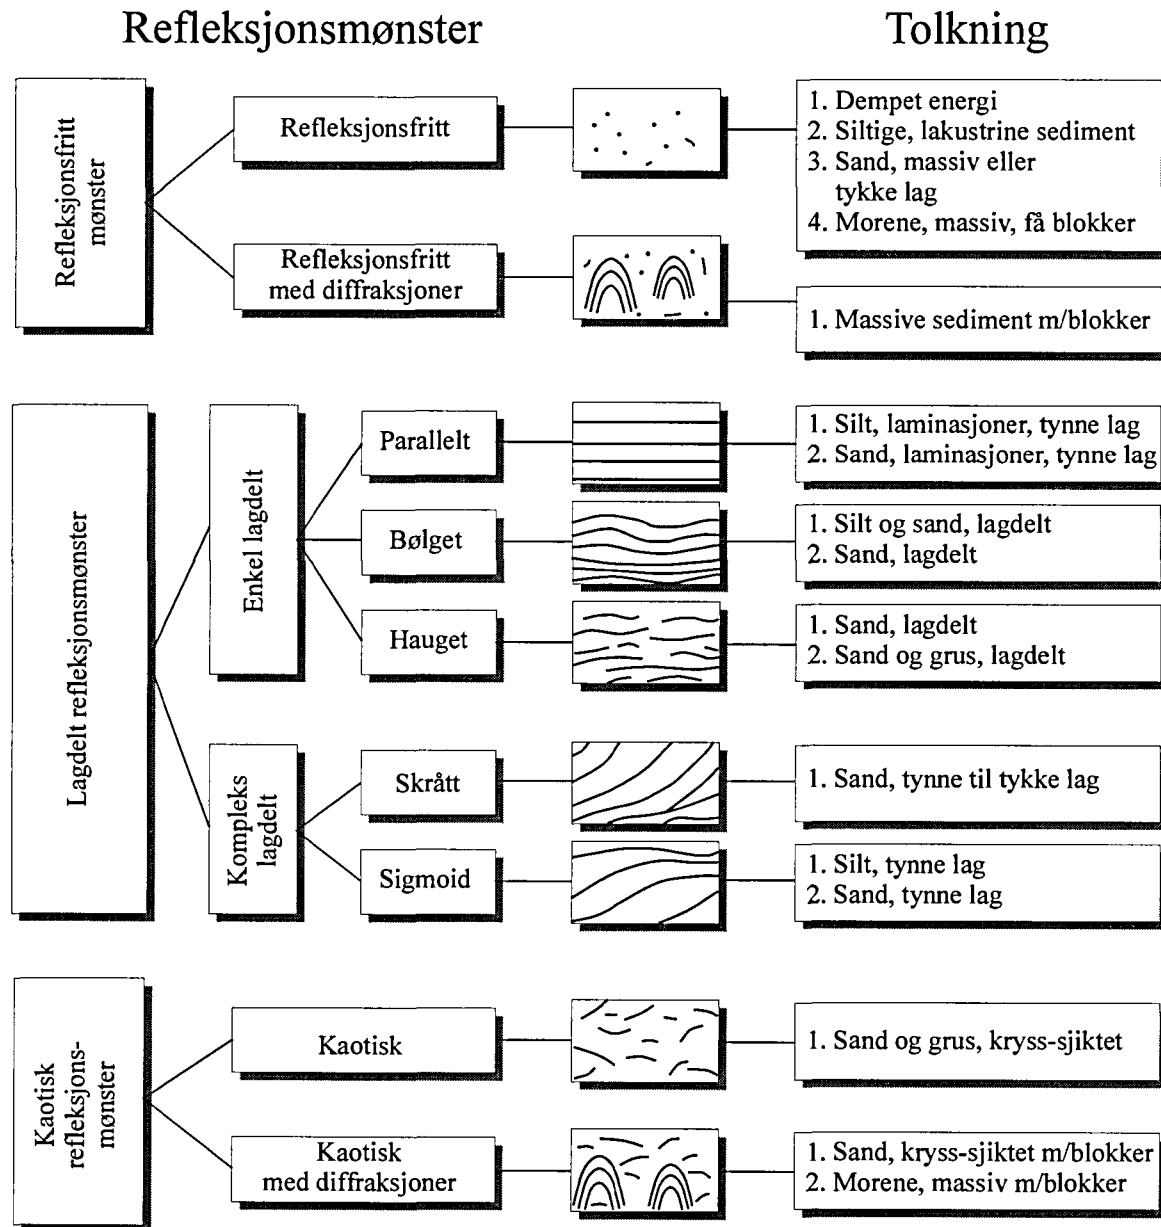 Refleksjonsmønster
Tolkning
Refleksjonsfritt
mønster
Refleksjonsfritt
1. Dempet energi
2. Siltige, lakustrine sediment
3. Sand, massiv eller
tykke lag
4. Morene, massiv, få blokker
Refleksjonsfritt
med diffraksjoner
1. Massive sediment m/blokker
Lagdelt refleksjonsmønster
Enkel lagdelt
Parallelt
1. Silt, laminasjoner, tynne lag
2. Sand, laminasjoner, tynne lag
Bølget
1. Silt og sand, lagdelt
2. Sand, lagdelt
Hauget
1. Sand, lagdelt
2. Sand og grus, lagdelt
Kompleks
lagdelt
Skrått
1. Sand, tynne til tykke lag
Sigmoid
1. Silt, tynne lag
2. Sand, tynne lag
Kaotisk
refleksjons-
mønster
Kaotisk
1. Sand og grus, kryss-sjiktet
Kaotisk
med diffraksjoner
1. Sand, kryss-sjiktet m/blokker
2. Morene, massiv m/blokker